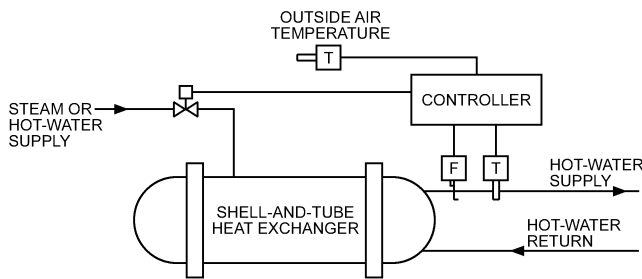 OUTSIDE AIR
TEMPERATURE
T
CONTROLLER
STEAM OR
HOT-WATER
SUPPLY
F
T
HOT-WATER
SUPPLY
SHELL-AND-TUBE
HEAT EXCHANGER
HOT-WATER
RETURN